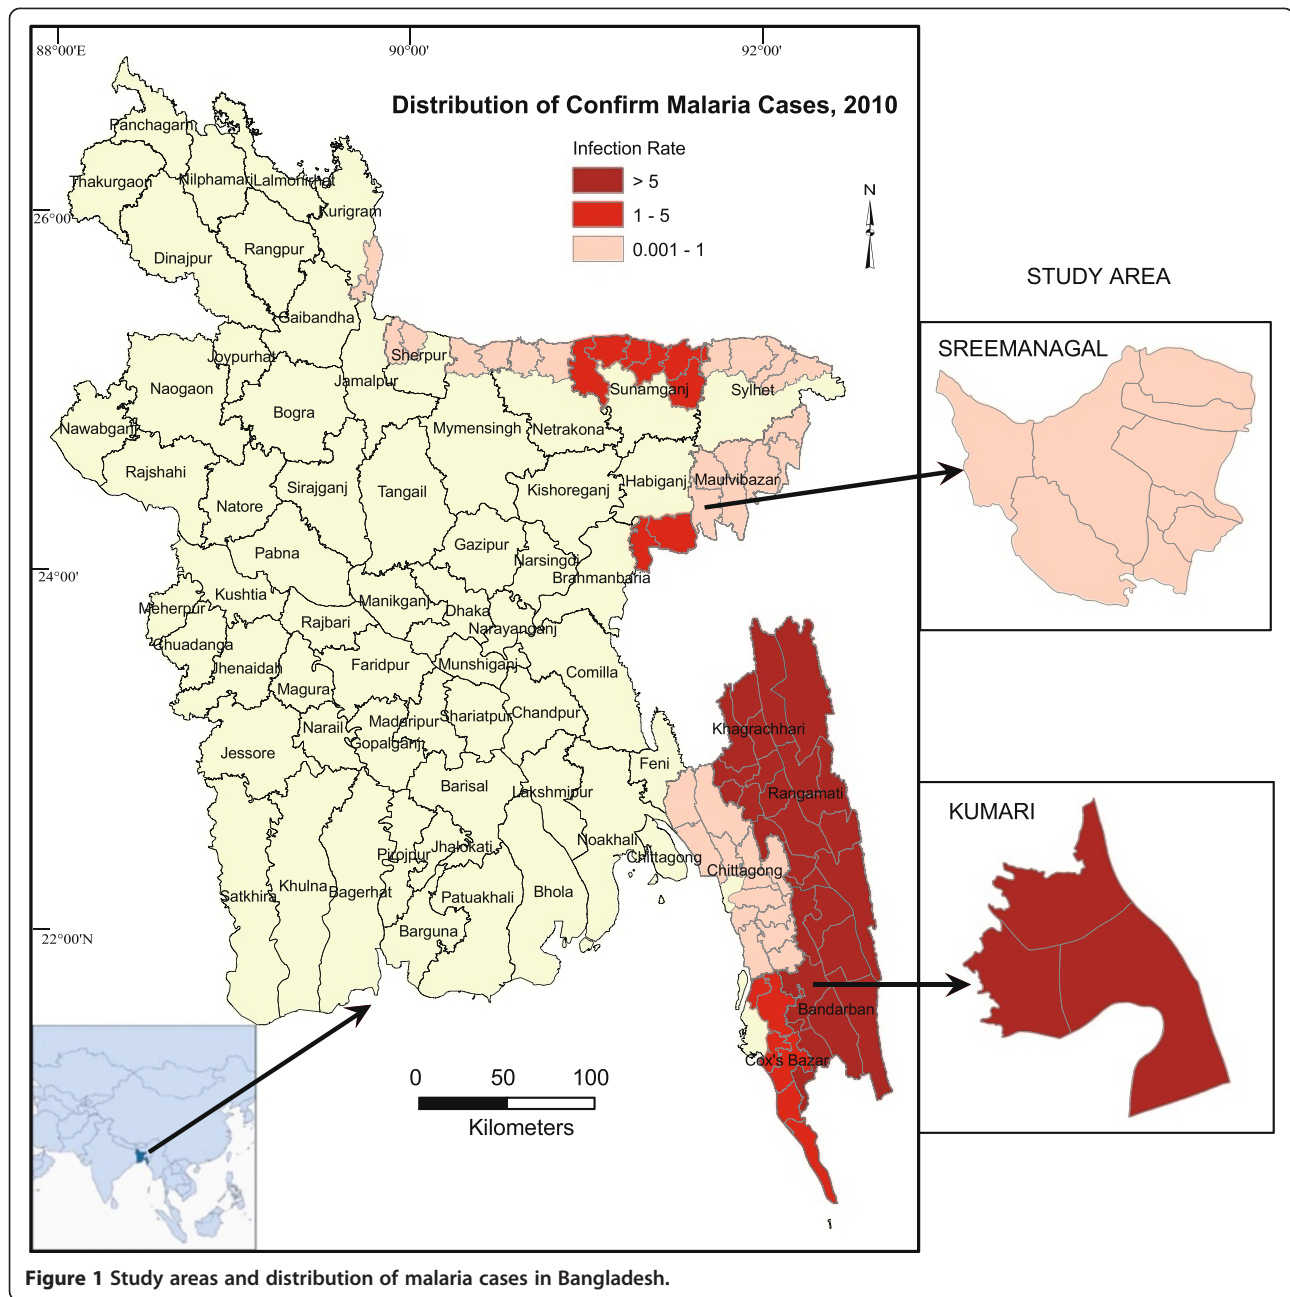 88°00'E
90°00'
92°00'
Distribution of Confirm Malaria Cases, 2010
Infection Rate
> 5
1 - 5
0.001 - 1
N
26°00'
24°00'
22°00'N
Panchagarh
Thakurgaon
Nilphamari
Lalmonirhat
Kurigram
Rangpur
Dinajpur
Gaibandha
Joypurhat
Sherpur
Jamalpur
Naogaon
Bogra
Sunamganj
Sylhet
Nawabganj
Mymensingh
Netrakona
Rajshahi
Natore
Sirajganj
Tangail
Kishoreganj
Habiganj
Maulvibazar
Pabna
Gazipur
Narsingdi
Brahmanbaria
Kushtia
Meherpur
Manikganj
Dhaka
Rajbari
Narayanganj
Chuadanga
Jhenaidah
Faridpur
Munshiganj
Comilla
Magura
Madaripur
Shariatpur
Chandpur
Narail
Gopalganj
Jessore
Khagrachhari
Feni
Barisal
Lakshmipur
Rangamati
Noakhali
Pirojpur
Jhalokati
Chittagong
Chittagong
Satkhira
Khulna
Bagerhat
Patuakhali
Bhola
Barguna
Bandarban
Cox's Bazar
0 50 100
Kilometers
STUDY AREA
SREEMANAGAL
KUMARI
Figure 1 Study areas and distribution of malaria cases in Bangladesh.